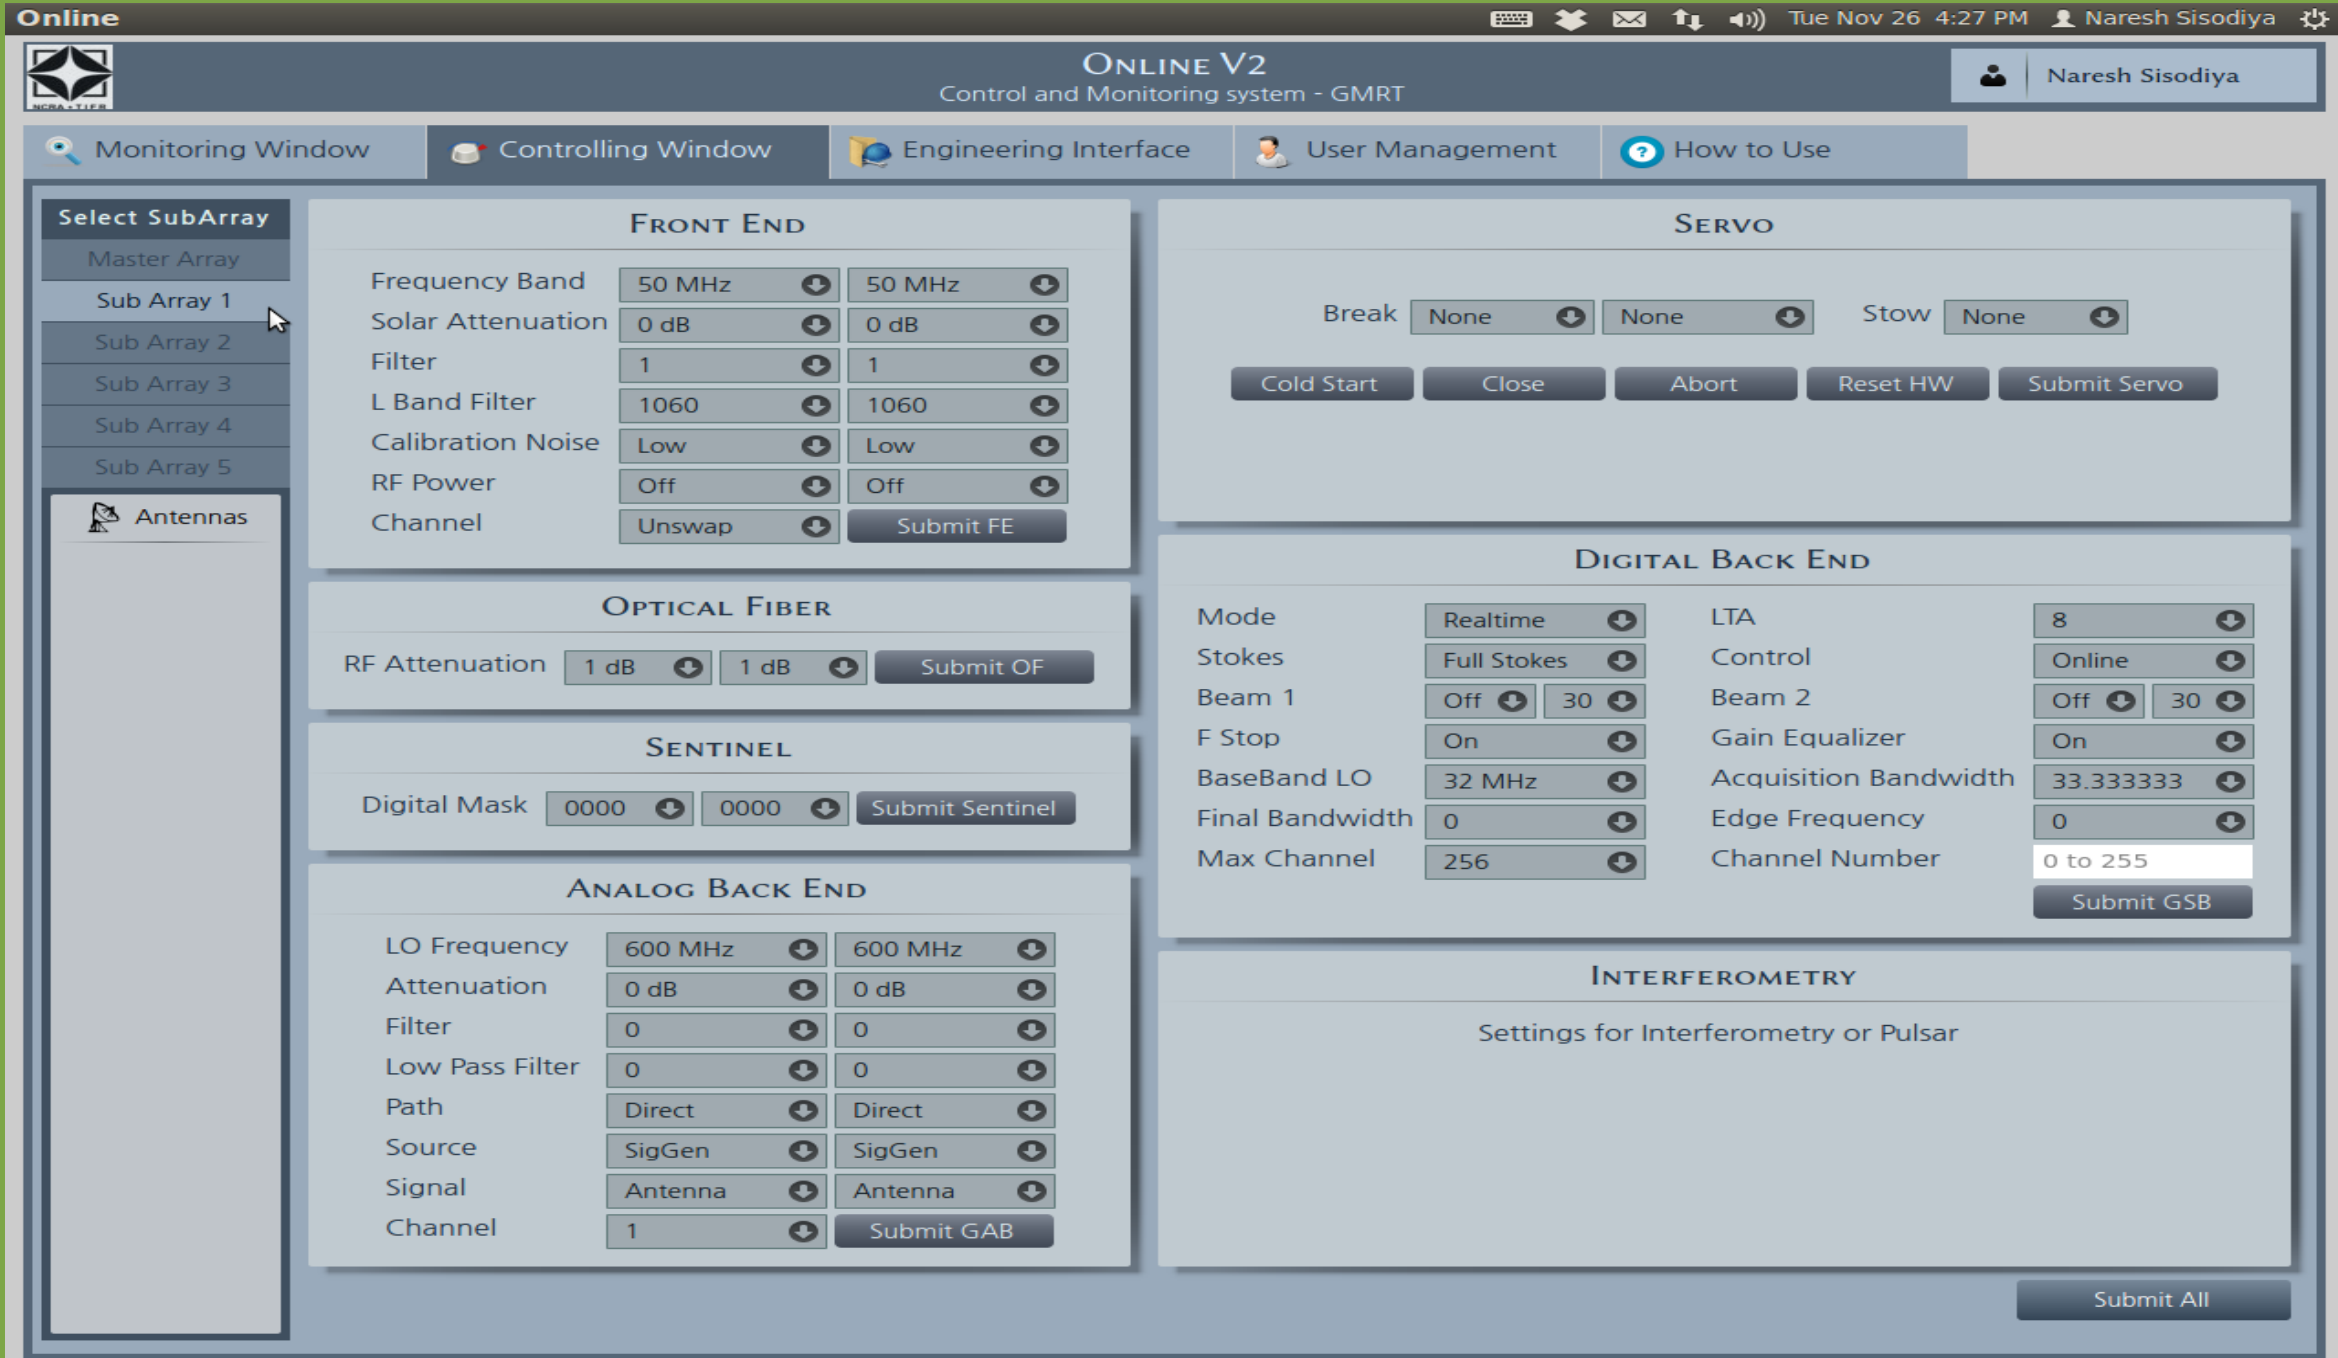 Online
Tue Nov 26 4:27 PM Naresh Sisodiya
NCRA • TIFR
ONLINE V2
Control and Monitoring system - GMRT
Naresh Sisodiya
Monitoring Window Controlling Window Engineering Interface User Management How to Use
Select SubArray
Master Array
Sub Array 1
Sub Array 2
Sub Array 3
Sub Array 4
Sub Array 5
Antennas
FRONT END
Frequency Band 50 MHz 50 MHz
Solar Attenuation 0 dB 0 dB
Filter 1 1
L Band Filter 1060 1060
Calibration Noise Low Low
RF Power Off Off
Channel Unswap Submit FE
OPTICAL FIBER
RF Attenuation 1 dB 1 dB Submit OF
SENTINEL
Digital Mask 0000 0000 Submit Sentinel
ANALOG BACK END
LO Frequency 600 MHz 600 MHz
Attenuation 0 dB 0 dB
Filter 0 0
Low Pass Filter 0 0
Path Direct Direct
Source SigGen SigGen
Signal Antenna Antenna
Channel 1 Submit GAB
SERVO
Break None None Stow None
Cold Start Close Abort Reset HW Submit Servo
DIGITAL BACK END
Mode Realtime LTA 8
Stokes Full Stokes Control Online
Beam 1 Off 30 Beam 2 Off 30
F Stop On Gain Equalizer On
BaseBand LO 32 MHz Acquisition Bandwidth 33.333333
Final Bandwidth 0 Edge Frequency 0
Max Channel 256 Channel Number 0 to 255
Submit GSB
INTERFEROMETRY
Settings for Interferometry or Pulsar
Submit All